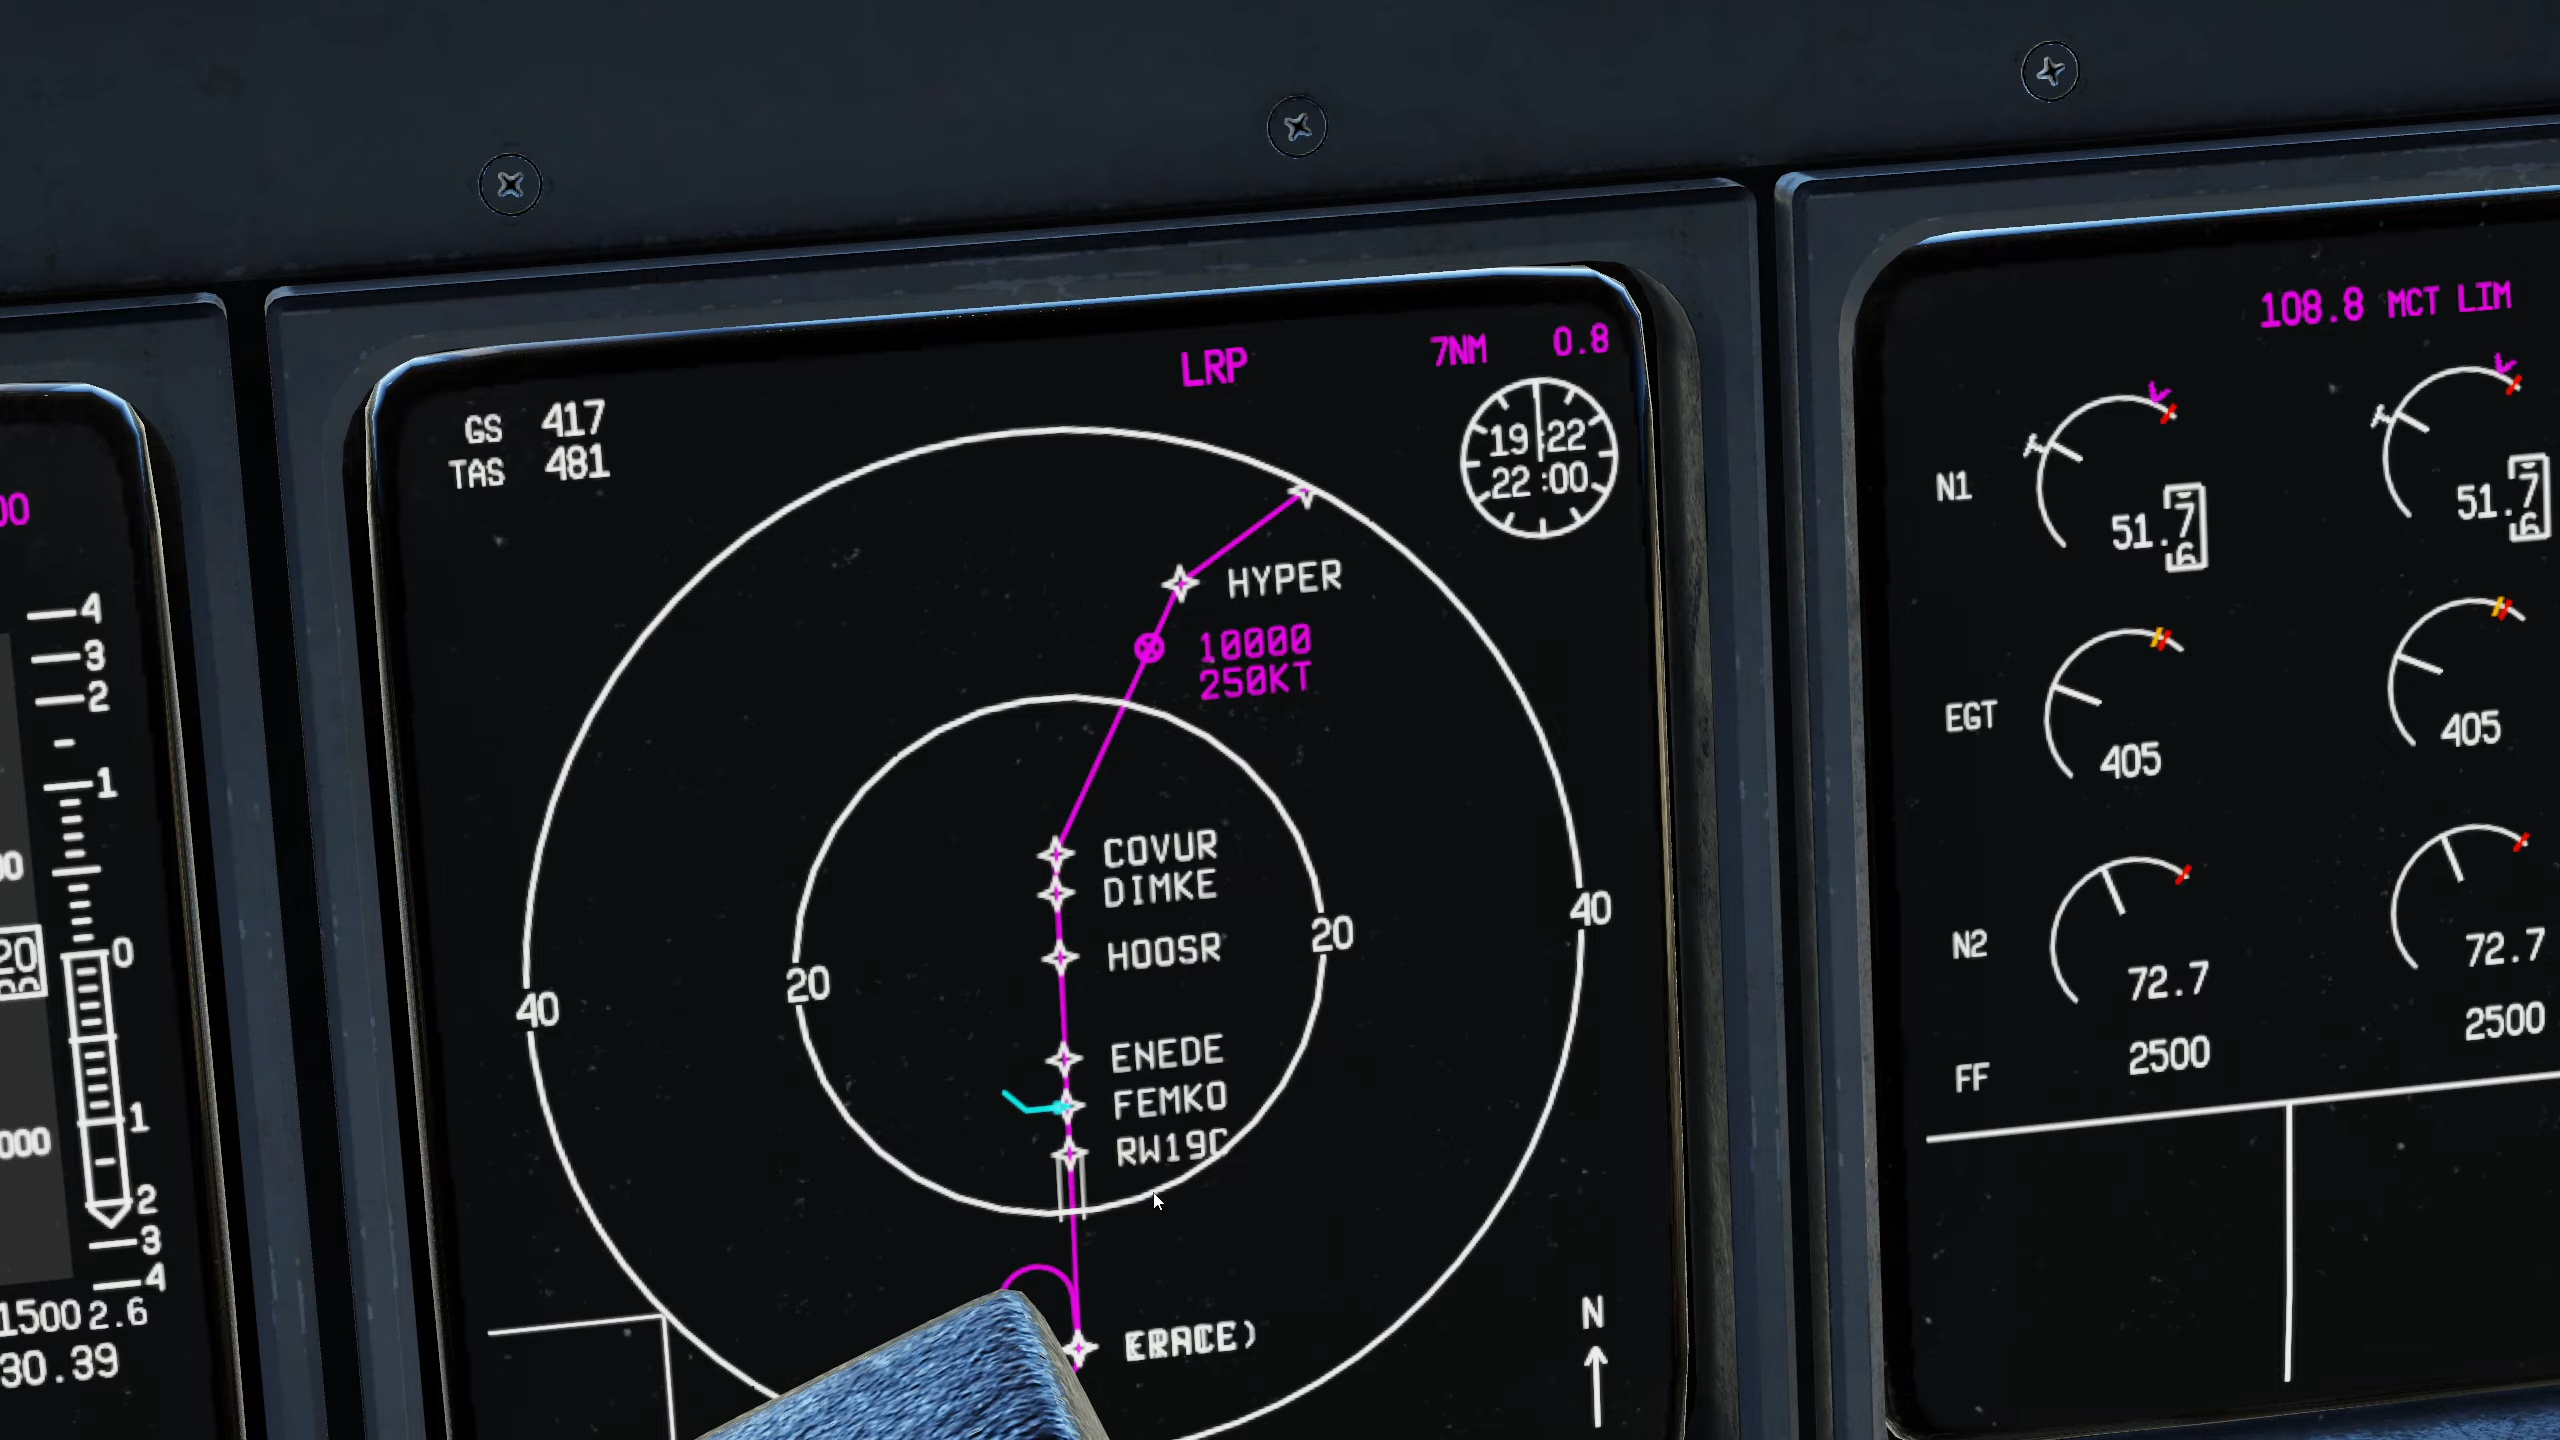 LRP
7NM 0.8
GS 417
TAS 481
19:22
22:00
HYPER
10000
250KT
COVUR
DIMKE
HOOSR
ENEDE
FEMKO
RW19C
20
20
40
40
N
4
3
2
1
0
1
2
3
4
1500 2.6
30.39
108.8 MCT LIM
N1
51.7
51.7
EGT
405
405
N2
72.7
72.7
FF
2500
2500